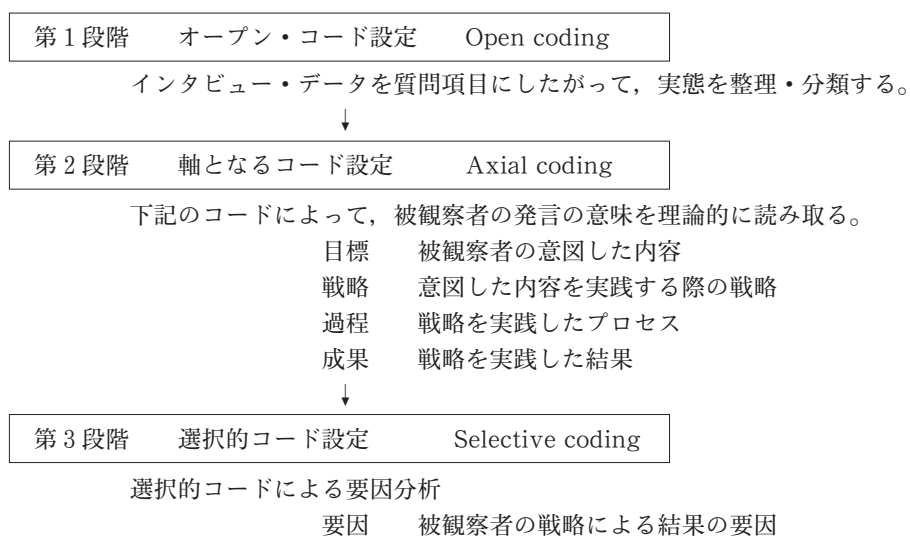 第1段階 オープン・コード設定 Open coding
インタビュー・データを質問項目にしたがって，実態を整理・分類する。
↓
第2段階 軸となるコード設定 Axial coding
下記のコードによって，被観察者の発言の意味を理論的に読み取る。
目標 被観察者の意図した内容
戦略 意図した内容を実践する際の戦略
過程 戦略を実践したプロセス
成果 戦略を実践した結果
↓
第3段階 選択的コード設定 Selective coding
選択的コードによる要因分析
要因 被観察者の戦略による結果の要因